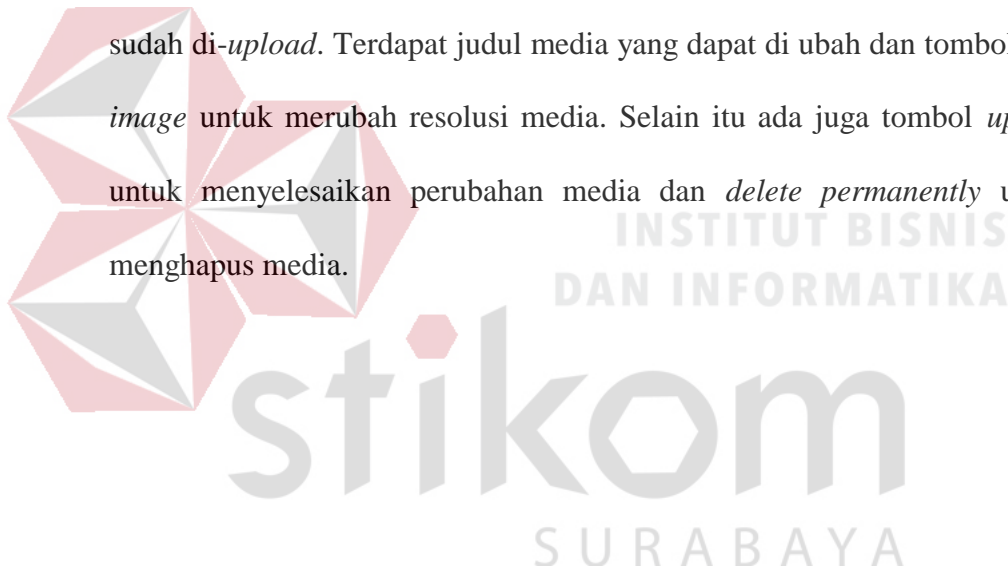 sudah di-upload. Terdapat judul media yang dapat di ubah dan tombol
image untuk merubah resolusi media. Selain itu ada juga tombol
untuk menyelesaikan perubahan media dan delete permanently
menghapus media.
INSTITUT BISNIS
DAN INFORMATIKA
stikom
SURABAYA